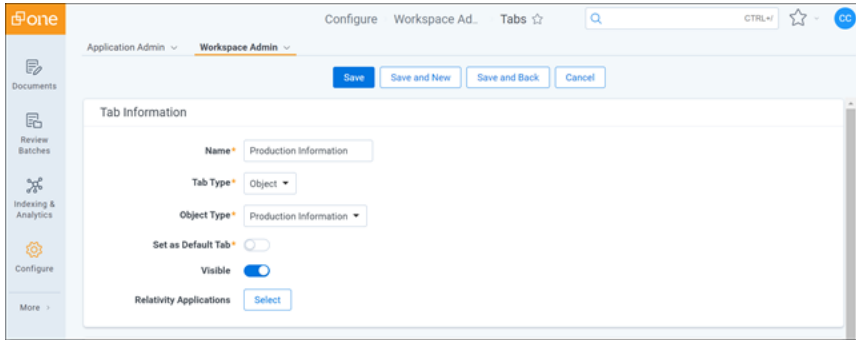 one
Configure Workspace Ad.. Tabs
CTRL+/
CC
Application Admin
Workspace Admin
Documents
Review
Batches
Indexing &
Analytics
Configure
More >
Save Save and New Save and Back Cancel
Tab Information
Name* Production Information
Tab Type* Object
Object Type* Production Information
Set as Default Tab*
Visible
Relativity Applications Select